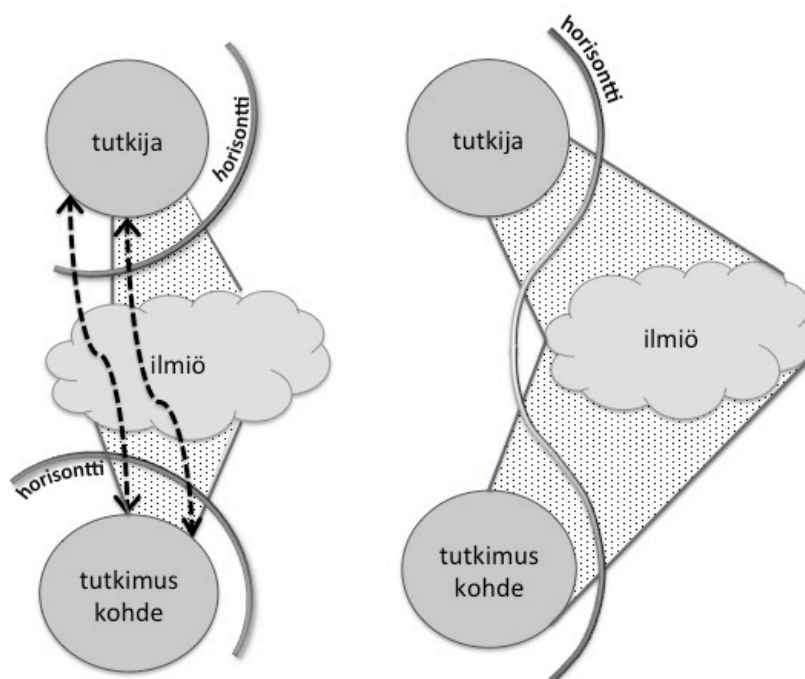 tutkija
horisontti
ilmiö
horisontti
tutkimus
kohde
horisontti
tutkija
ilmiö
tutkimus
kohde